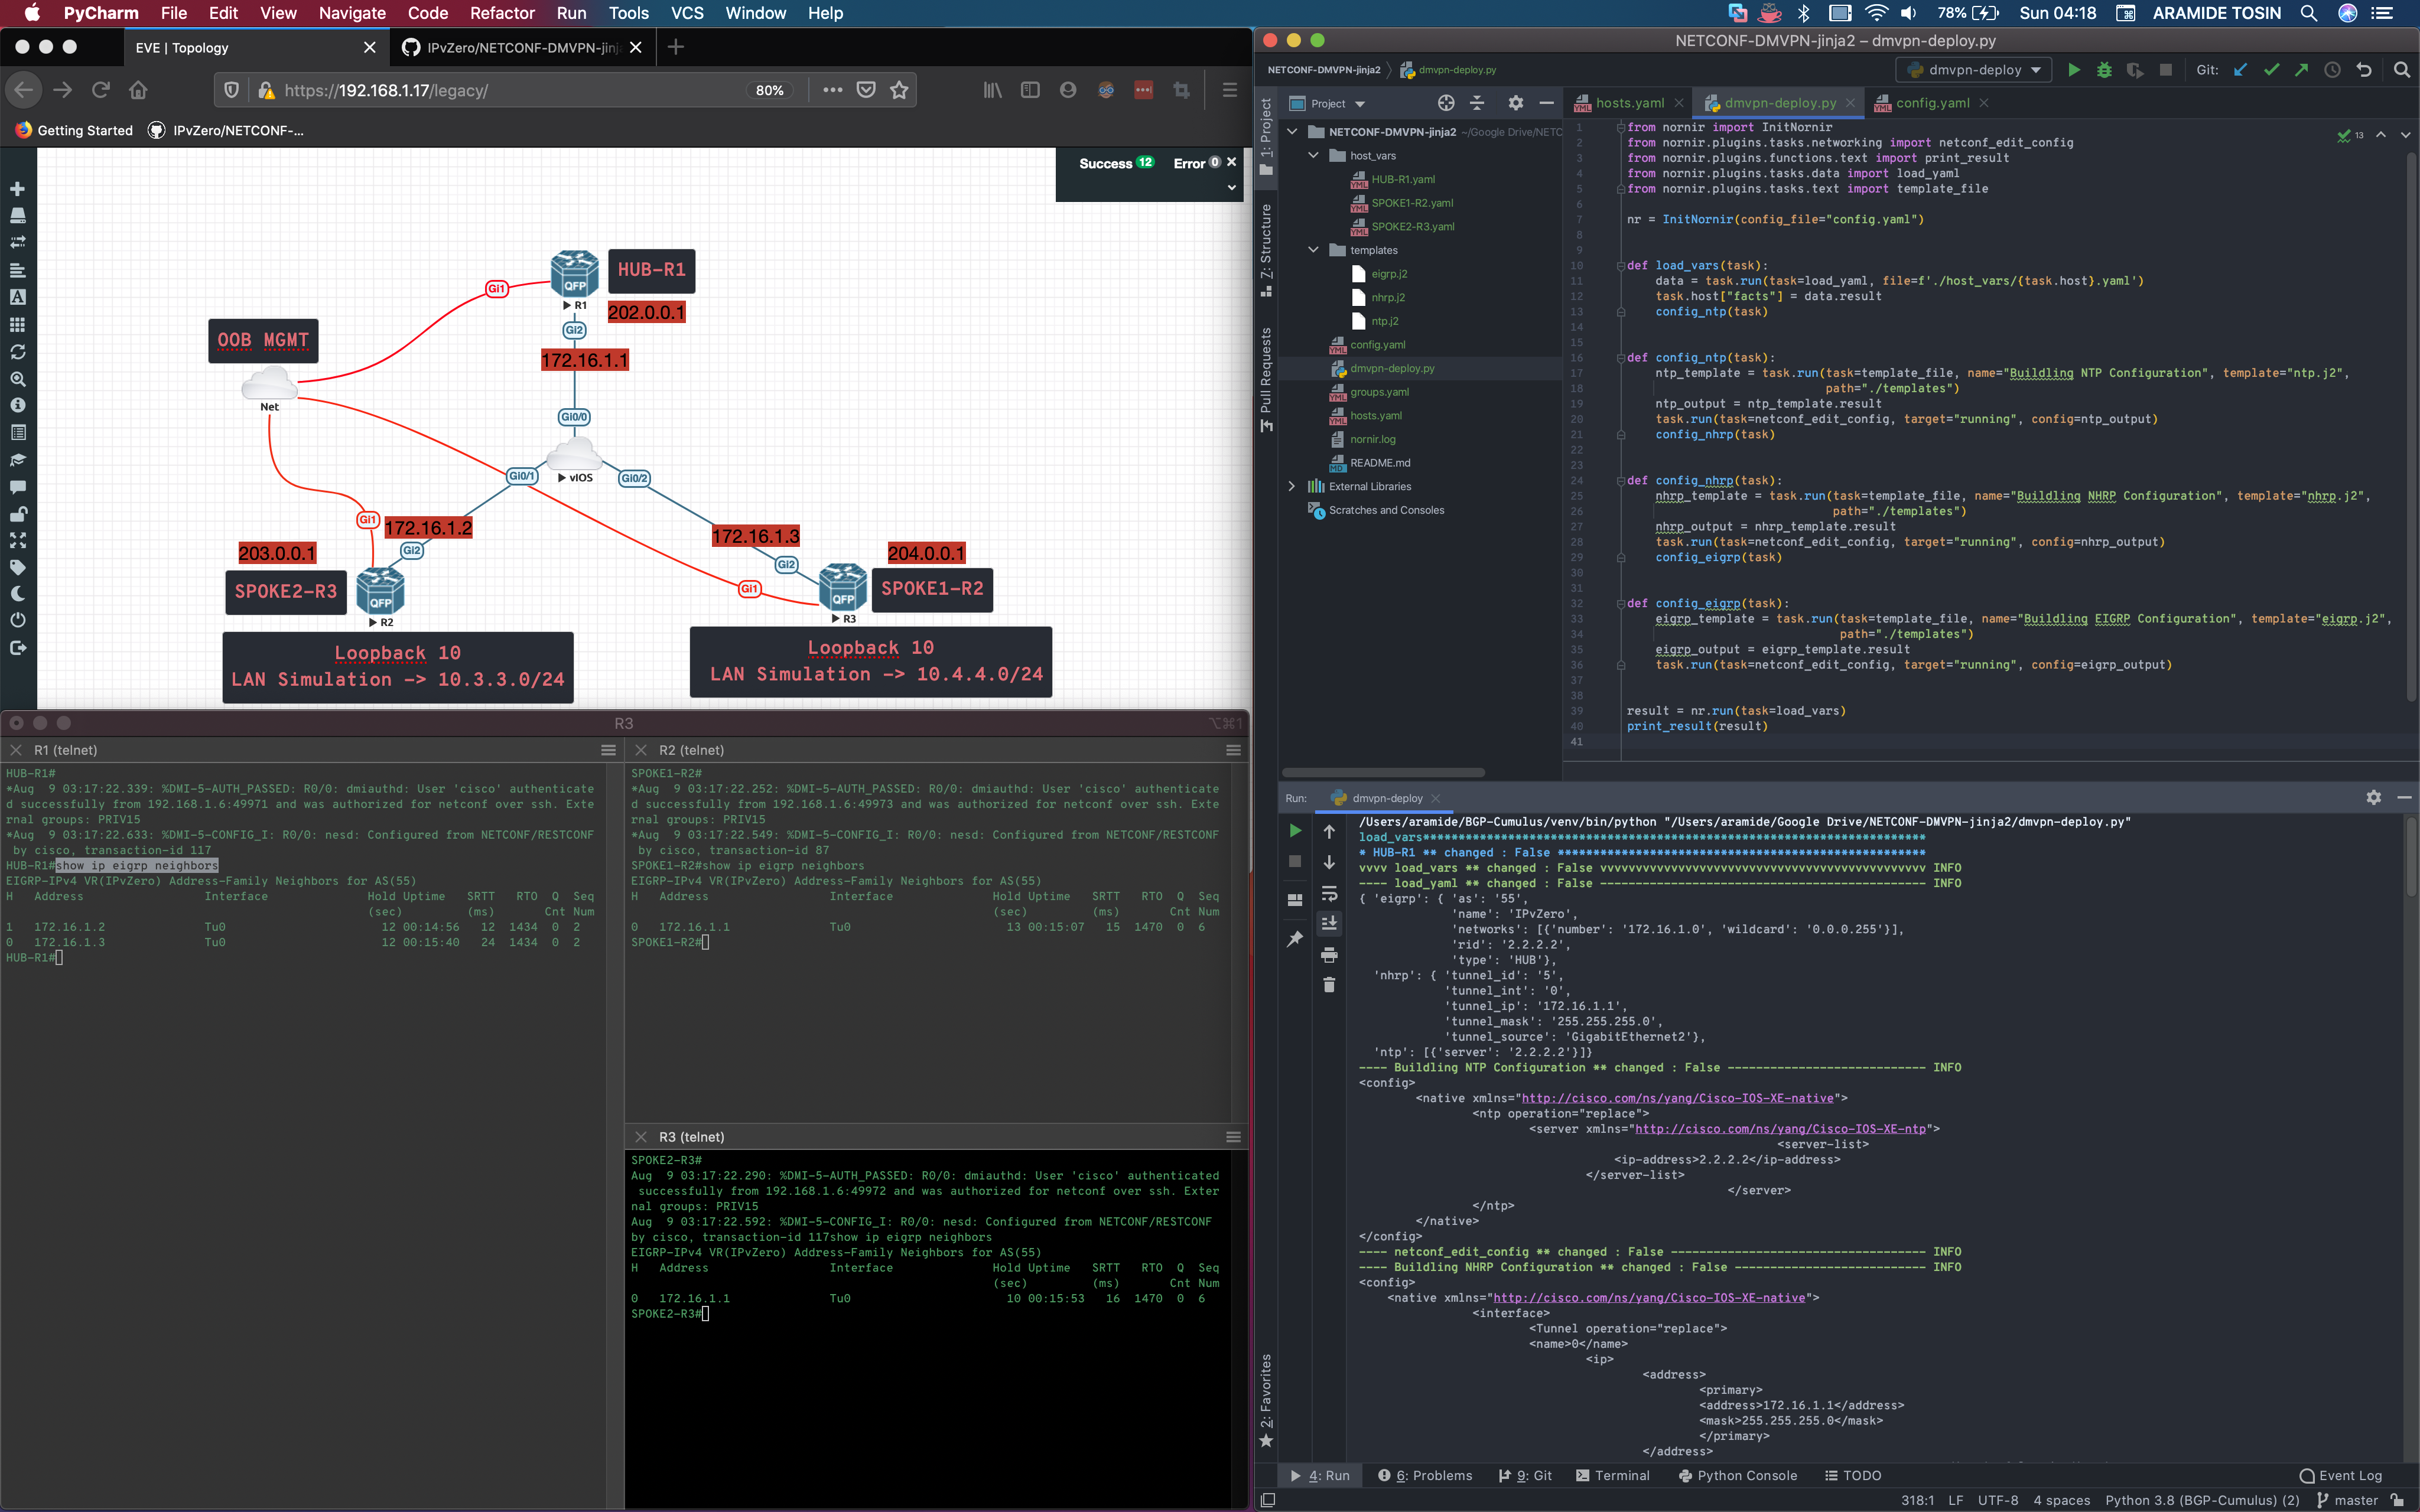 PyCharm File Edit View Navigate Code Refactor Run Tools VCS Window Help
78% Sun 04:18 ARAMIDE TOSIN
EVE | Topology
IPvZero/NETCONF-DMVPN-jinj
https://192.168.1.17/legacy/
80%
Getting Started
IPvZero/NETCONF-...
Success 12 Error 0
HUB-R1
R1
202.0.0.1
Gi1
Gi2
OOB MGMT
172.16.1.1
Net
Gi0/0
vIOS
Gi0/1
Gi0/2
Gi1
172.16.1.2
172.16.1.3
203.0.0.1
Gi2
Gi2
204.0.0.1
SPOKE2-R3
QFP
R2
Gi1
QFP
R3
SPOKE1-R2
QFP
Loopback 10
LAN Simulation -> 10.3.3.0/24
Loopback 10
LAN Simulation -> 10.4.4.0/24
R3
⌥⌘1
R1 (telnet)
HUB-R1#
*Aug  9 03:17:22.339: %DMI-5-AUTH_PASSED: R0/0: dmiauthd: User 'cisco' authenticate
d successfully from 192.168.1.6:49971 and was authorized for netconf over ssh. Exte
rnal groups: PRIV15
*Aug  9 03:17:22.633: %DMI-5-CONFIG_I: R0/0: nesd: Configured from NETCONF/RESTCONF
 by cisco, transaction-id 117
HUB-R1#show ip eigrp neighbors
EIGRP-IPv4 VR(IPvZero) Address-Family Neighbors for AS(55)
H   Address                 Interface              Hold Uptime   SRTT   RTO  Q  Seq
                                                   (sec)         (ms)       Cnt Num
1   172.16.1.2              Tu0                      12 00:14:56   12  1434  0  2
0   172.16.1.3              Tu0                      12 00:15:40   24  1434  0  2
HUB-R1#
R2 (telnet)
SPOKE1-R2#
*Aug  9 03:17:22.252: %DMI-5-AUTH_PASSED: R0/0: dmiauthd: User 'cisco' authenticate
d successfully from 192.168.1.6:49973 and was authorized for netconf over ssh. Exte
rnal groups: PRIV15
*Aug  9 03:17:22.549: %DMI-5-CONFIG_I: R0/0: nesd: Configured from NETCONF/RESTCONF
 by cisco, transaction-id 87
SPOKE1-R2#show ip eigrp neighbors
EIGRP-IPv4 VR(IPvZero) Address-Family Neighbors for AS(55)
H   Address                 Interface              Hold Uptime   SRTT   RTO  Q  Seq
                                                   (sec)         (ms)       Cnt Num
0   172.16.1.1              Tu0                      13 00:15:07   15  1470  0  6
SPOKE1-R2#
R3 (telnet)
SPOKE2-R3#
Aug  9 03:17:22.290: %DMI-5-AUTH_PASSED: R0/0: dmiauthd: User 'cisco' authenticated
 successfully from 192.168.1.6:49972 and was authorized for netconf over ssh. Exter
nal groups: PRIV15
Aug  9 03:17:22.592: %DMI-5-CONFIG_I: R0/0: nesd: Configured from NETCONF/RESTCONF
by cisco, transaction-id 117show ip eigrp neighbors
EIGRP-IPv4 VR(IPvZero) Address-Family Neighbors for AS(55)
H   Address                 Interface              Hold Uptime   SRTT   RTO  Q  Seq
                                                   (sec)         (ms)       Cnt Num
0   172.16.1.1              Tu0                      10 00:15:53   16  1470  0  6
SPOKE2-R3#
NETCONF-DMVPN-jinja2 – dmvpn-deploy.py
NETCONF-DMVPN-jinja2 dmvpn-deploy.py
dmvpn-deploy Git:
1: Project
7: Structure
Pull Requests
2: Favorites
Project
NETCONF-DMVPN-jinja2 ~/Google Drive/NETC
host_vars
HUB-R1.yaml
SPOKE1-R2.yaml
SPOKE2-R3.yaml
templates
eigrp.j2
nhrp.j2
ntp.j2
config.yaml
dmvpn-deploy.py
groups.yaml
hosts.yaml
nornir.log
README.md
External Libraries
Scratches and Consoles
hosts.yaml dmvpn-deploy.py config.yaml
13
1 from nornir import InitNornir
2 from nornir.plugins.tasks.networking import netconf_edit_config
3 from nornir.plugins.functions.text import print_result
4 from nornir.plugins.tasks.data import load_yaml
5 from nornir.plugins.tasks.text import template_file
6
7 nr = InitNornir(config_file="config.yaml")
8
9
10 def load_vars(task):
11     data = task.run(task=load_yaml, file=f'./host_vars/{task.host}.yaml')
12     task.host["facts"] = data.result
13     config_ntp(task)
14
15
16 def config_ntp(task):
17     ntp_template = task.run(task=template_file, name="Buildling NTP Configuration", template="ntp.j2",
18                             path="./templates")
19     ntp_output = ntp_template.result
20     task.run(task=netconf_edit_config, target="running", config=ntp_output)
21     config_nhrp(task)
22
23
24 def config_nhrp(task):
25     nhrp_template = task.run(task=template_file, name="Buildling NHRP Configuration", template="nhrp.j2",
26                              path="./templates")
27     nhrp_output = nhrp_template.result
28     task.run(task=netconf_edit_config, target="running", config=nhrp_output)
29     config_eigrp(task)
30
31
32 def config_eigrp(task):
33     eigrp_template = task.run(task=template_file, name="Buildling EIGRP Configuration", template="eigrp.j2",
34                               path="./templates")
35     eigrp_output = eigrp_template.result
36     task.run(task=netconf_edit_config, target="running", config=eigrp_output)
37
38
39 result = nr.run(task=load_vars)
40 print_result(result)
41
Run: dmvpn-deploy
/Users/aramide/BGP-Cumulus/venv/bin/python "/Users/aramide/Google Drive/NETCONF-DMVPN-jinja2/dmvpn-deploy.py"
load_vars***********************************************************************
* HUB-R1 ** changed : False ****************************************************
vvvv load_vars ** changed : False vvvvvvvvvvvvvvvvvvvvvvvvvvvvvvvvvvvvvvvvvvvvvv INFO
---- load_yaml ** changed : False ---------------------------------------------- INFO
{ 'eigrp': { 'as': '55',
             'name': 'IPvZero',
             'networks': [{'number': '172.16.1.0', 'wildcard': '0.0.0.255'}],
             'rid': '2.2.2.2',
             'type': 'HUB'},
  'nhrp': { 'tunnel_id': '5',
            'tunnel_int': '0',
            'tunnel_ip': '172.16.1.1',
            'tunnel_mask': '255.255.255.0',
            'tunnel_source': 'GigabitEthernet2'},
  'ntp': [{'server': '2.2.2.2'}]}
---- Buildling NTP Configuration ** changed : False ---------------------------- INFO
<config>
        <native xmlns="http://cisco.com/ns/yang/Cisco-IOS-XE-native">
                <ntp operation="replace">
                        <server xmlns="http://cisco.com/ns/yang/Cisco-IOS-XE-ntp">
                                                           <server-list>
                                    <ip-address>2.2.2.2</ip-address>
                                </server-list>
                                                    </server>
                </ntp>
        </native>
</config>
---- netconf_edit_config ** changed : False ------------------------------------ INFO
---- Buildling NHRP Configuration ** changed : False --------------------------- INFO
<config>
    <native xmlns="http://cisco.com/ns/yang/Cisco-IOS-XE-native">
                <interface>
                        <Tunnel operation="replace">
                        <name>0</name>
                                <ip>
                                        <address>
                                                <primary>
                                                <address>172.16.1.1</address>
                                                <mask>255.255.255.0</mask>
                                                </primary>
                                        </address>
4: Run 6: Problems 9: Git Terminal Python Console TODO Event Log
318:1 LF UTF-8 4 spaces Python 3.8 (BGP-Cumulus) (2) master